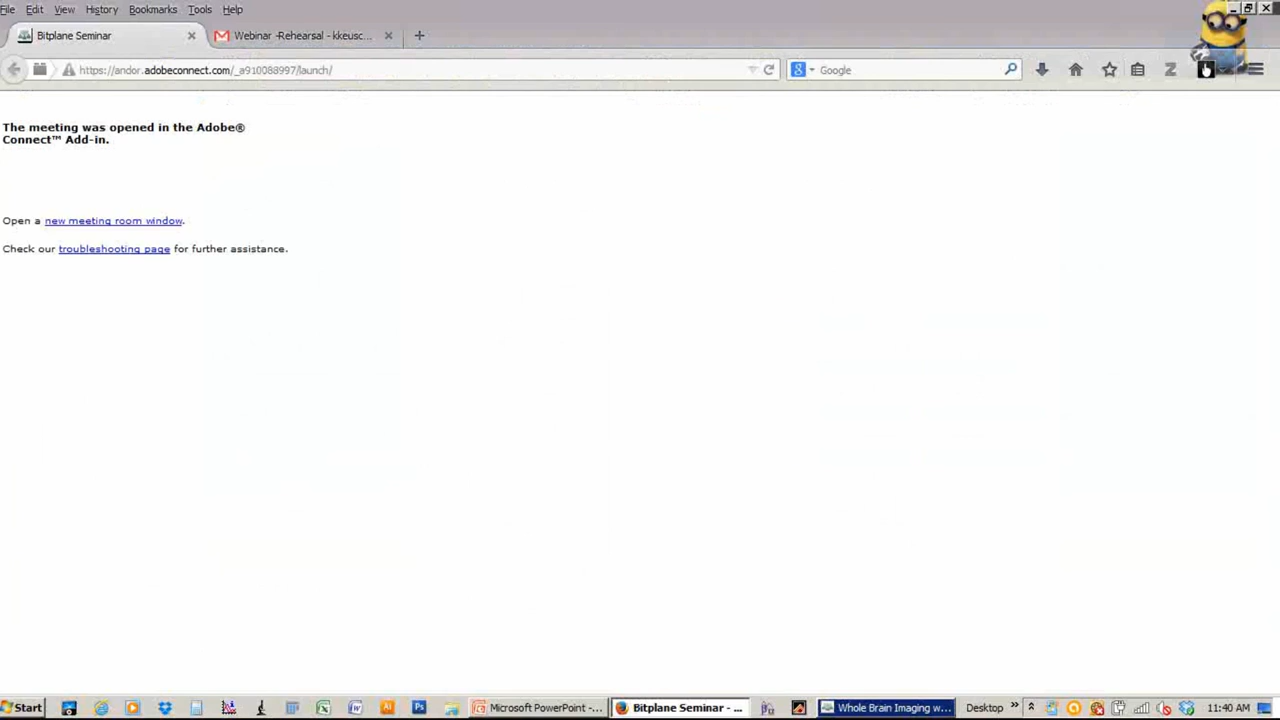 File Edit View History Bookmarks Tools Help
Bitplane Seminar Webinar -Rehearsal - kkeusc...
https://andor.adobeconnect.com/_a910088997/launch/ Google
The meeting was opened in the Adobe®
Connect™ Add-in.
Open a new meeting room window.
Check our troubleshooting page for further assistance.
Start Microsoft PowerPoint -... Bitplane Seminar - ... Whole Brain Imaging w... Desktop 11:40 AM